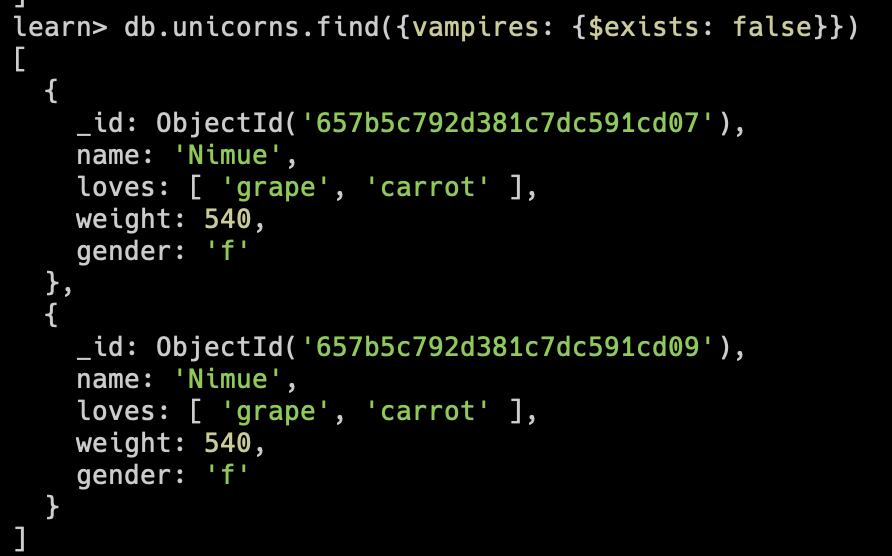 ]
learn> db.unicorns.find({vampires: {$exists: false}})
[
  {
    _id: ObjectId('657b5c792d381c7dc591cd07'),
    name: 'Nimue',
    loves: [ 'grape', 'carrot' ],
    weight: 540,
    gender: 'f'
  },
  {
    _id: ObjectId('657b5c792d381c7dc591cd09'),
    name: 'Nimue',
    loves: [ 'grape', 'carrot' ],
    weight: 540,
    gender: 'f'
  }
]